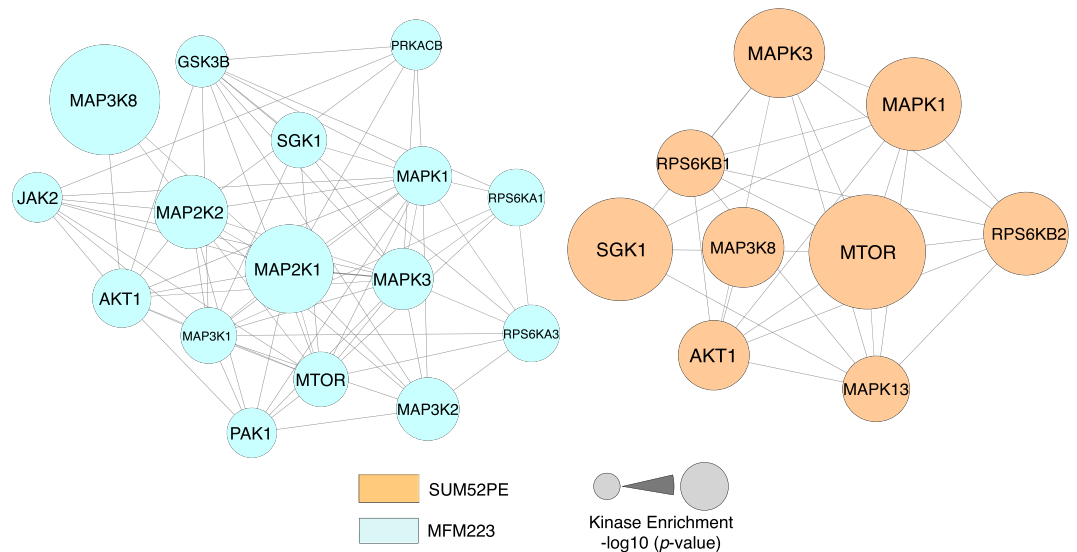 PRKACB
GSK3B
MAP3K8
SGK1
MAPK1
JAK2
RPS6KA1
MAP2K2
MAP2K1
MAPK3
AKT1
MAP3K1
RPS6KA3
MTOR
MAP3K2
PAK1
MAPK3
MAPK1
RPS6KB1
RPS6KB2
SGK1
MAP3K8
MTOR
AKT1
MAPK13
SUM52PE
MFM223
Kinase Enrichment
-log10 (p-value)